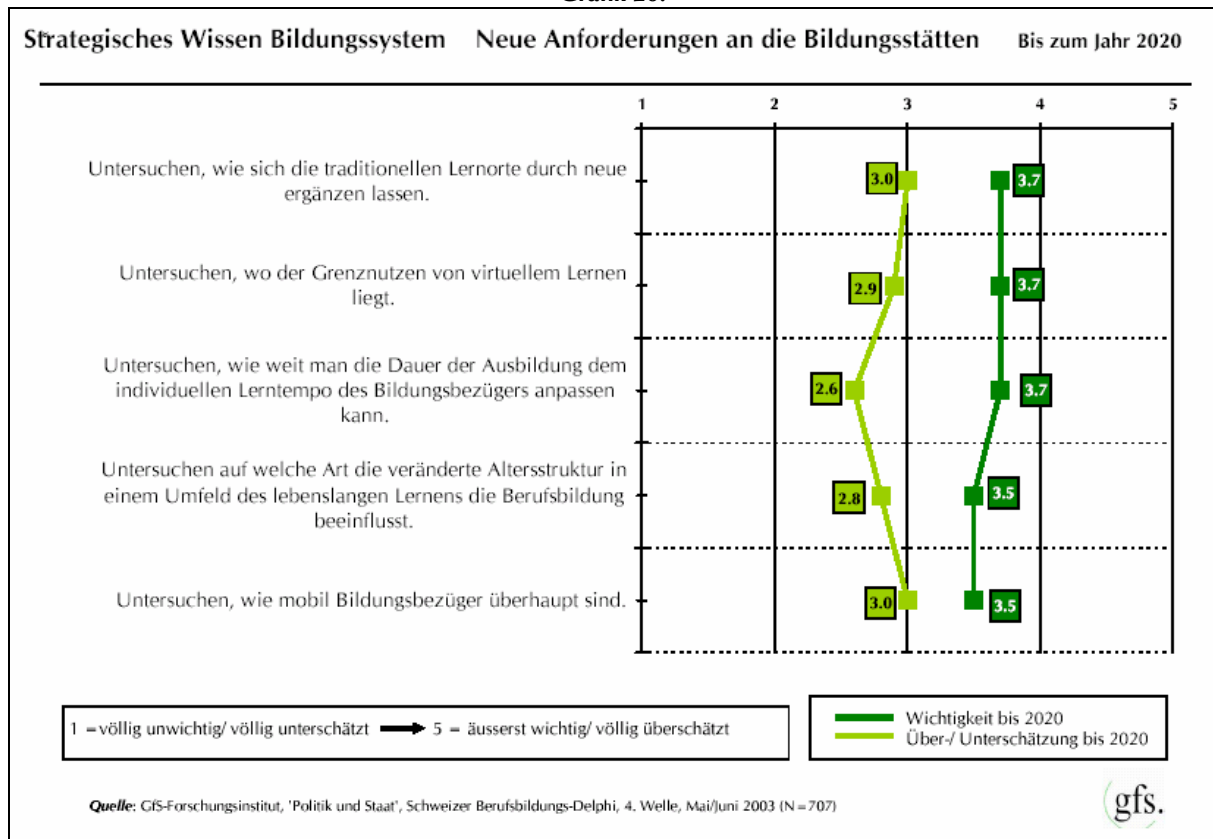 Strategisches Wissen Bildungssystem Neue Anforderungen an die Bildungsstätten Bis zum Jahr 2020
1 2 3 4 5
Untersuchen, wie sich die traditionellen Lernorte durch neue
ergänzen lassen.
3.0 3.7
Untersuchen, wo der Grenznutzen von virtuellem Lernen
liegt.
2.9 3.7
Untersuchen, wie weit man die Dauer der Ausbildung dem
individuellen Lerntempo des Bildungsbezügers anpassen
kann.
2.6 3.7
Untersuchen auf welche Art die veränderte Altersstruktur in
einem Umfeld des lebenslangen Lernens die Berufsbildung
beeinflusst.
2.8 3.5
Untersuchen, wie mobil Bildungsbezüger überhaupt sind.
3.0 3.5
1 = völlig unwichtig/ völlig unterschätzt 5 = äusserst wichtig/ völlig überschätzt
Wichtigkeit bis 2020
Über-/ Unterschätzung bis 2020
Quelle: GfS-Forschungsinstitut, 'Politik und Staat', Schweizer Berufsbildungs-Delphi, 4. Welle, Mai/Juni 2003 (N=707)
gfs.